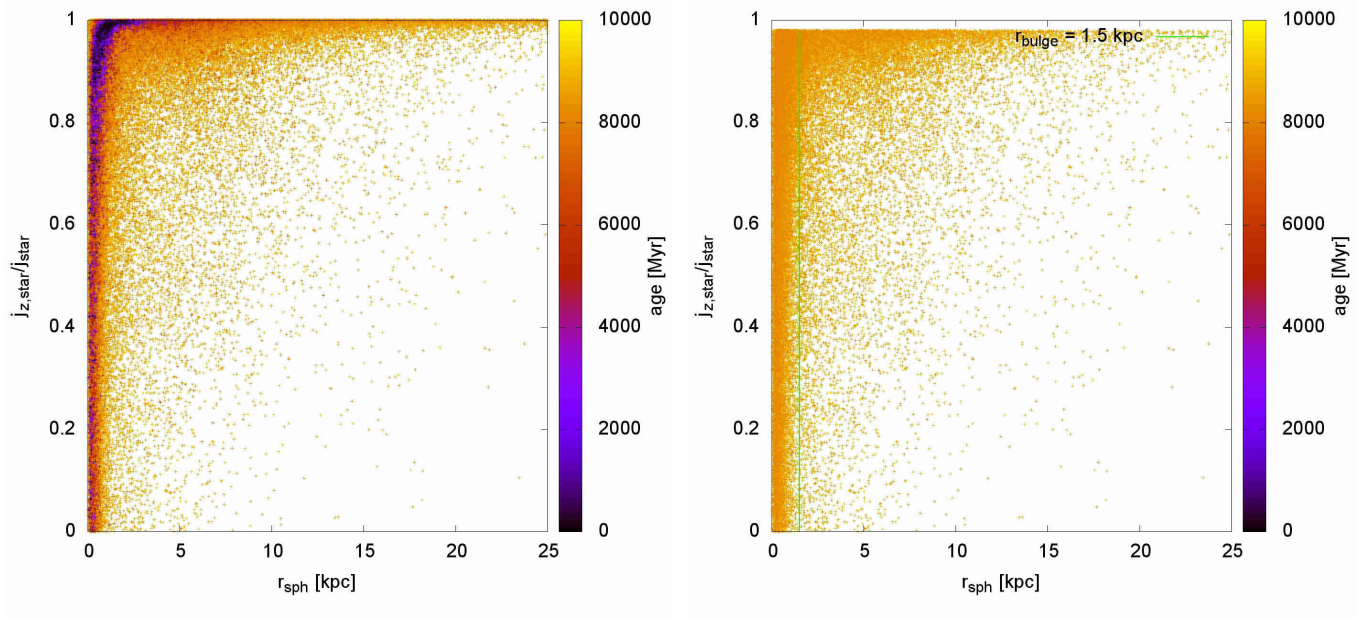 1
0.8
0.6
0.4
0.2
0
j_z,star/j_star
0 5 10 15 20 25
r_sph [kpc]
10000
8000
6000
4000
2000
0
age [Myr]
r_bulge = 1.5 kpc
1
0.8
0.6
0.4
0.2
0
j_z,star/j_star
0 5 10 15 20 25
r_sph [kpc]
10000
8000
6000
4000
2000
0
age [Myr]